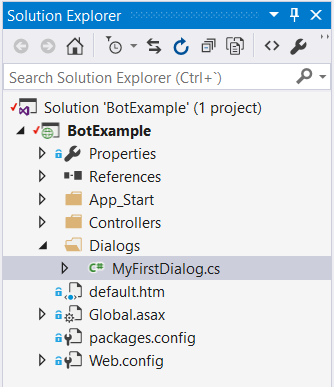 Solution Explorer
Search Solution Explorer (Ctrl+`)
Solution 'BotExample' (1 project)
BotExample
Properties
References
App_Start
Controllers
Dialogs
C# MyFirstDialog.cs
default.htm
Global.asax
packages.config
Web.config